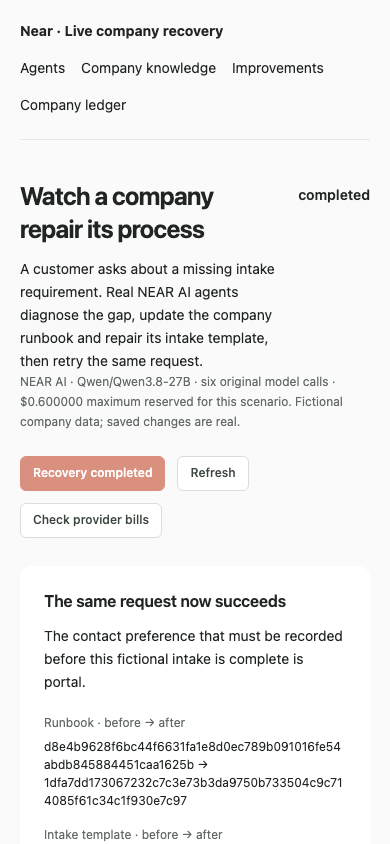 Near · Live company recovery
Agents Company knowledge Improvements
Company ledger
Watch a company
repair its process
completed
A customer asks about a missing intake
requirement. Real NEAR AI agents
diagnose the gap, update the company
runbook and repair its intake template,
then retry the same request.
NEAR AI · Qwen/Qwen3.8-27B · six original model calls ·
$0.600000 maximum reserved for this scenario. Fictional
company data; saved changes are real.
Recovery completed Refresh
Check provider bills
The same request now succeeds
The contact preference that must be recorded
before this fictional intake is complete is
portal.
Runbook · before → after
d8e4b9628f6bc44f6631fa1e8d0ec789b091016fe54
abdb845884451caa1625b →
1dfa7dd173067232c7c3e73b3da9750b733504c9c71
4085f61c34c1f930e7c97
Intake template · before → after